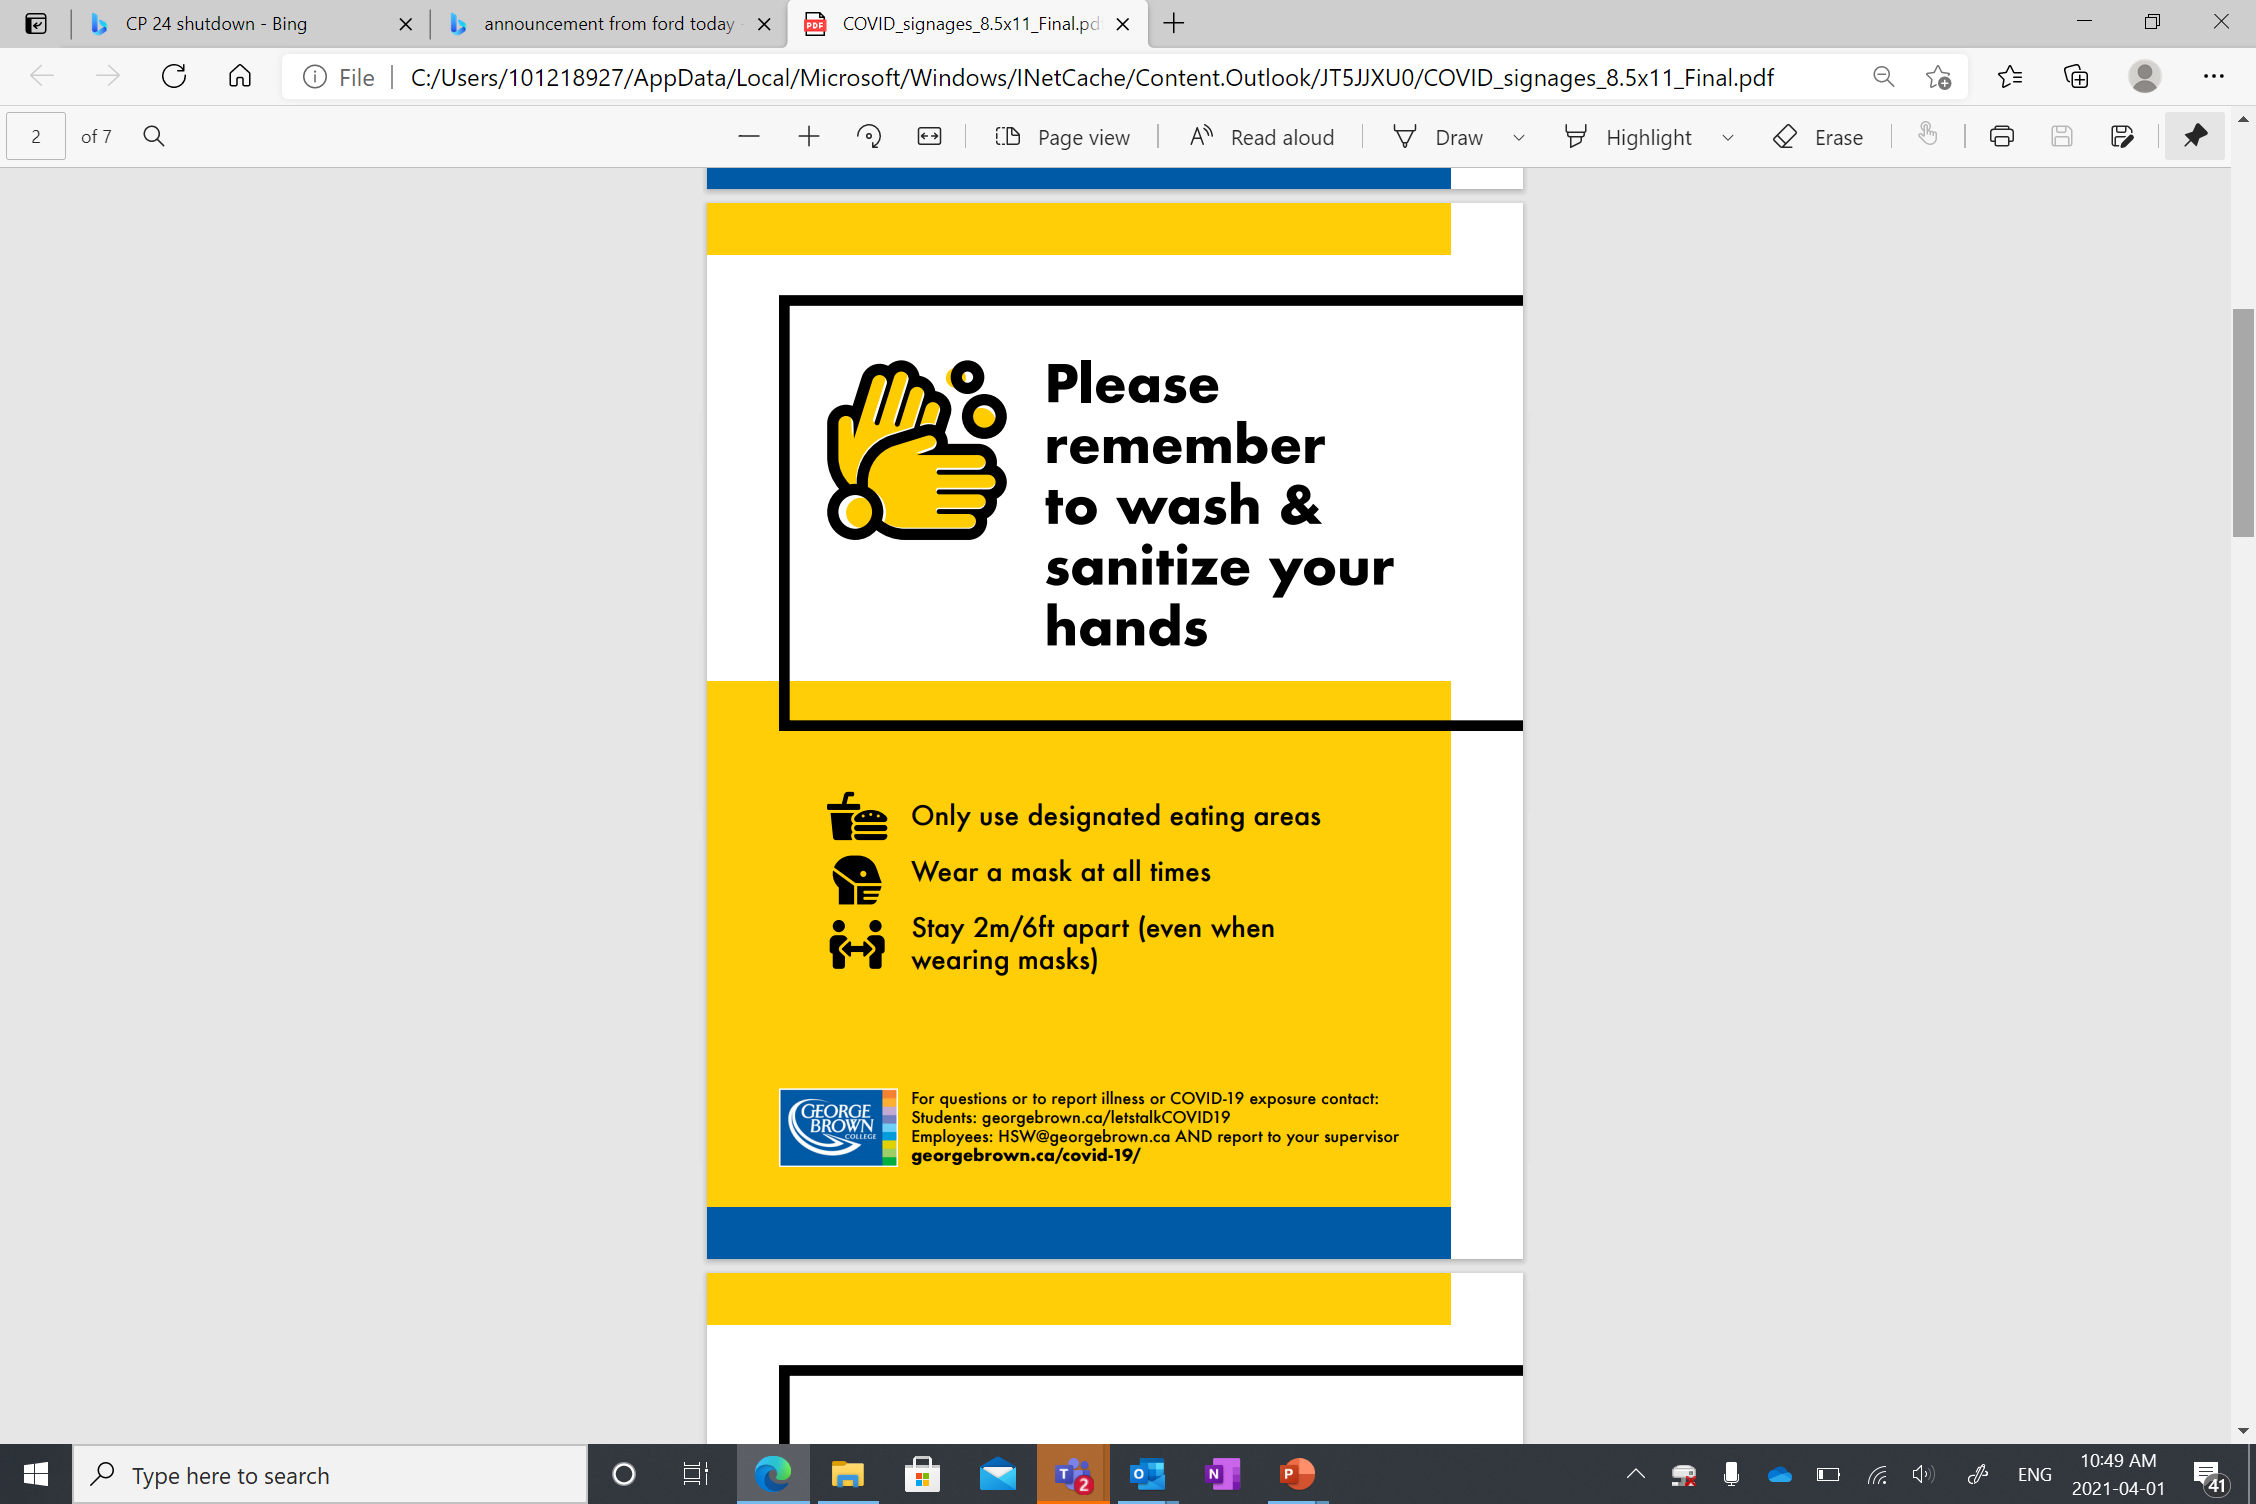 CP 24 shutdown - Bing
announcement from ford today
COVID_signages_8.5x11_Final.pd
File
C:/Users/101218927/AppData/Local/Microsoft/Windows/INetCache/Content.Outlook/JT5JJXU0/COVID_signages_8.5x11_Final.pdf
2 of 7
Page view
Read aloud
Draw
Highlight
Erase
Please
remember
to wash &
sanitize your
hands
Only use designated eating areas
Wear a mask at all times
Stay 2m/6ft apart (even when
wearing masks)
GEORGE
BROWN
COLLEGE
For questions or to report illness or COVID-19 exposure contact:
Students: georgebrown.ca/letstalkCOVID19
Employees: HSW@georgebrown.ca AND report to your supervisor
georgebrown.ca/covid-19/
Type here to search
ENG
10:49 AM
2021-04-01
41